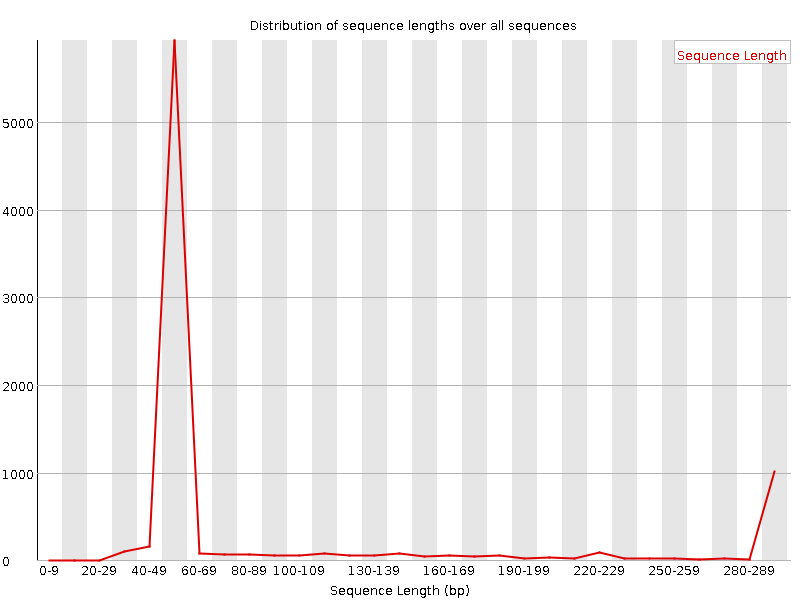 Distribution of sequence lengths over all sequences
Sequence Length
5000
4000
3000
2000
1000
0
0-9 20-29 40-49 60-69 80-89 100-109 130-139 160-169 190-199 220-229 250-259 280-289
Sequence Length (bp)